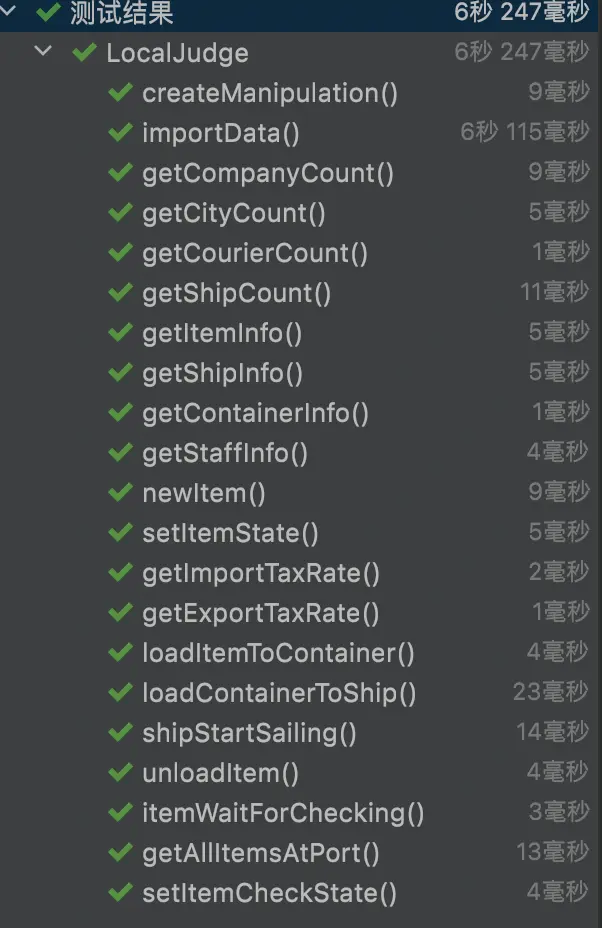 测试结果 6秒 247毫秒
LocalJudge 6秒 247毫秒
createManipulation() 9毫秒
importData() 6秒 115毫秒
getCompanyCount() 9毫秒
getCityCount() 5毫秒
getCourierCount() 1毫秒
getShipCount() 11毫秒
getItemInfo() 5毫秒
getShipInfo() 5毫秒
getContainerInfo() 1毫秒
getStaffInfo() 4毫秒
newItem() 9毫秒
setItemState() 5毫秒
getImportTaxRate() 2毫秒
getExportTaxRate() 1毫秒
loadItemToContainer() 4毫秒
loadContainerToShip() 23毫秒
shipStartSailing() 14毫秒
unloadItem() 4毫秒
itemWaitForChecking() 3毫秒
getAllItemsAtPort() 13毫秒
setItemCheckState() 4毫秒